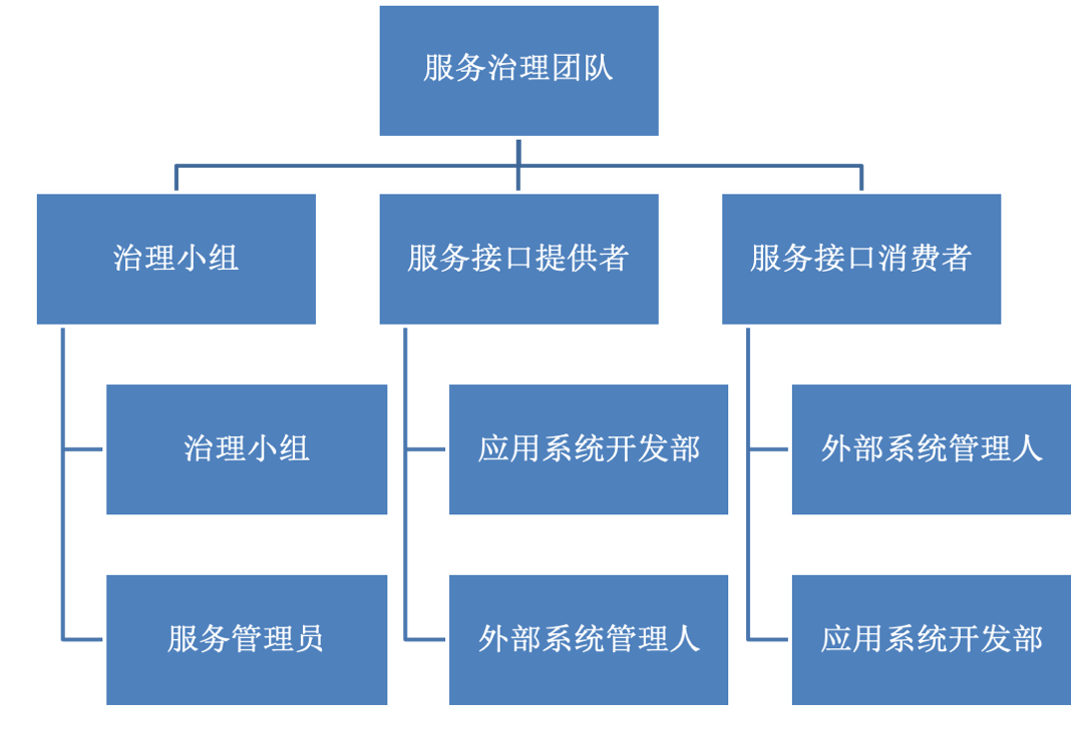 服务治理团队
治理小组
服务接口提供者
服务接口消费者
治理小组
应用系统开发部
外部系统管理人
服务管理员
外部系统管理人
应用系统开发部